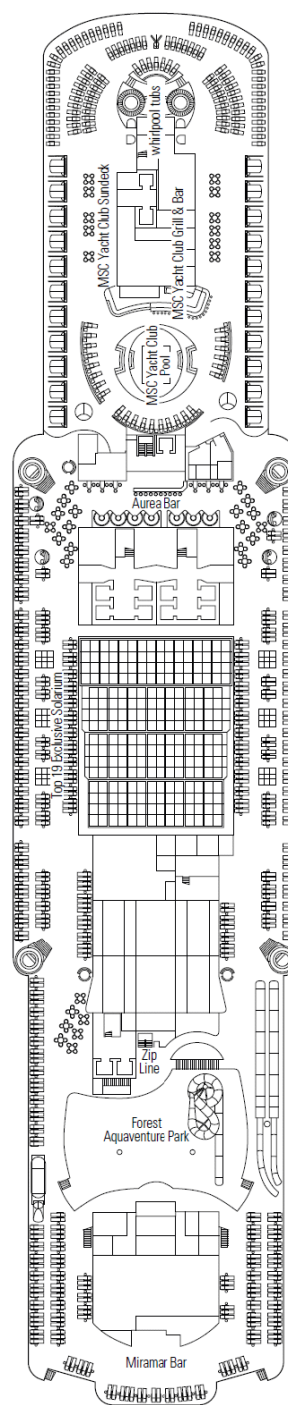 whirlpool tubs
MSC Yacht Club Sundeck
MSC Yacht Club Grill & Bar
MSC Yacht Club
Pool
Aurea Bar
Top 19 Exclusive Solarium
Zip
Line
Forest
Aquaventure Park
Miramar Bar